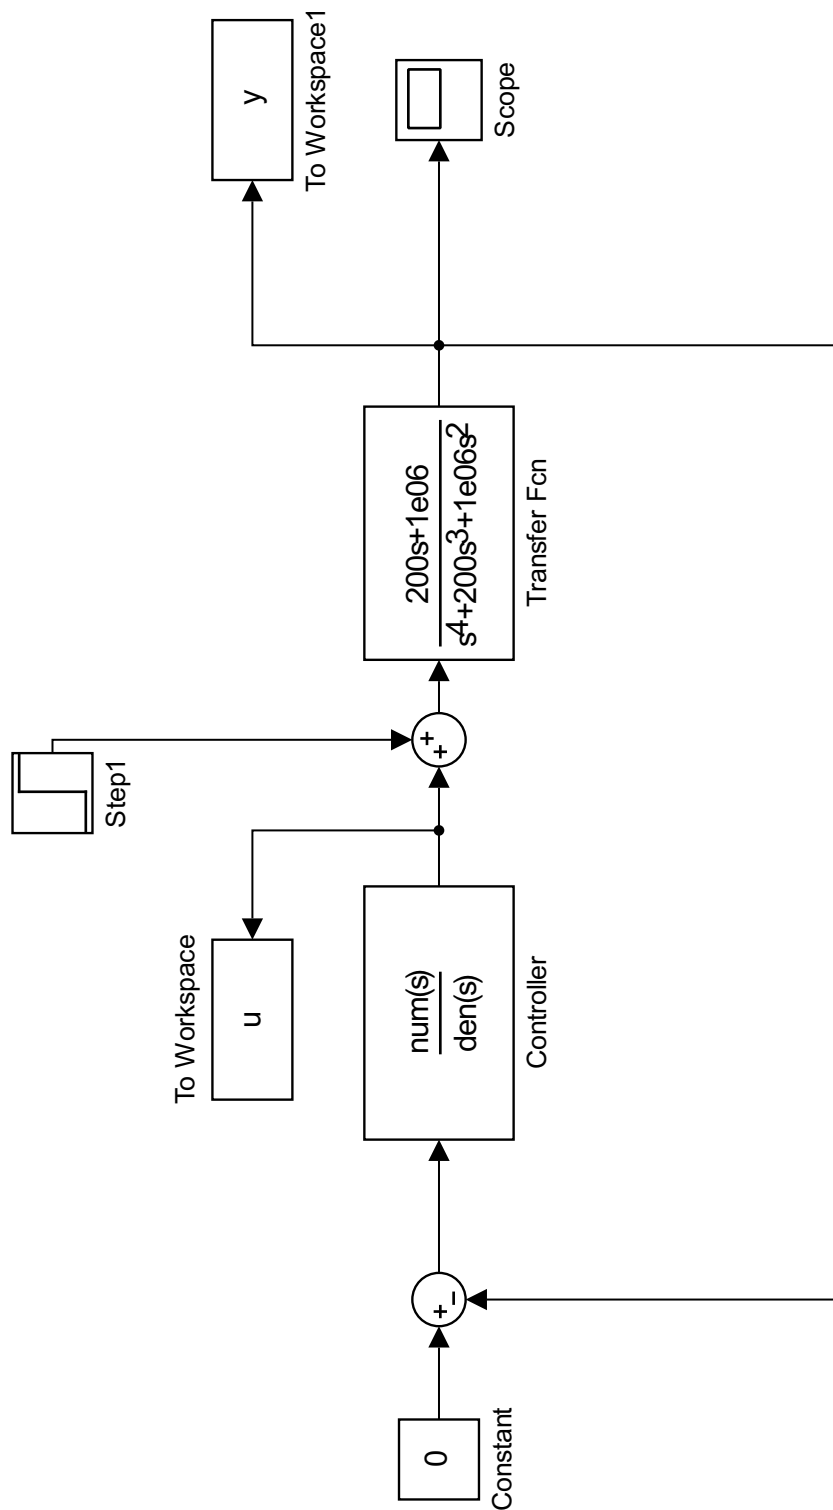 0
Constant
+
−
num(s)
den(s)
Controller
u
To Workspace
Step1
+
+
200s+1e06
s4+200s3+1e06s2
Transfer Fcn
y
To Workspace1
Scope